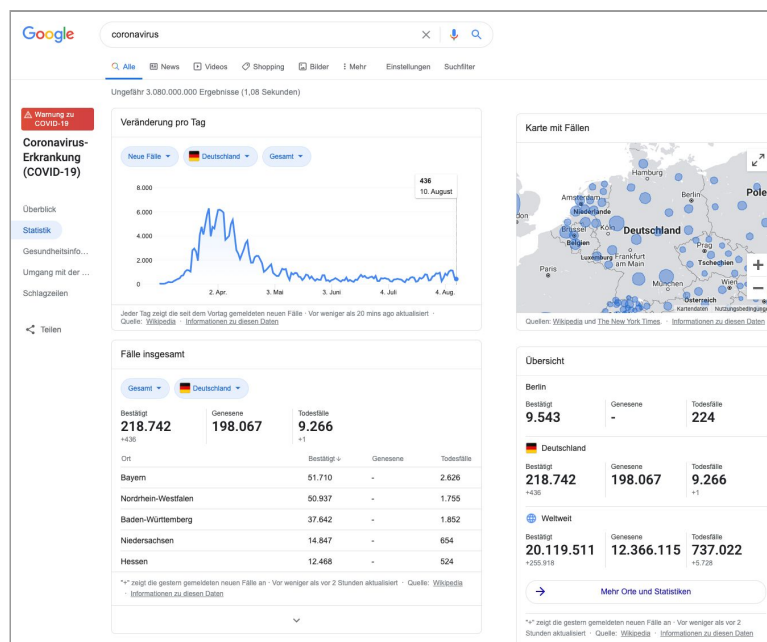 Google
coronavirus
Alle News Videos Shopping Bilder Mehr Einstellungen Suchfilter
Ungefähr 3.080.000.000 Ergebnisse (1,08 Sekunden)
Warnung zu
COVID-19
Coronavirus-
Erkrankung
(COVID-19)
Überblick
Statistik
Gesundheitsinfo...
Umgang mit der ...
Schlagzeilen
Teilen
Veränderung pro Tag
Neue Fälle Deutschland Gesamt
436
10. August
8.000
6.000
4.000
2.000
0
2. Apr. 3. Mai 3. Juni 4. Juli 4. Aug.
Jeder Tag zeigt die seit dem Vortag gemeldeten neuen Fälle · Vor weniger als 20 mins ago aktualisiert ·
Quelle: Wikipedia · Informationen zu diesen Daten
Fälle insgesamt
Gesamt Deutschland
Bestätigt Genesene Todesfälle
218.742 198.067 9.266
+436 +1
Ort Bestätigt ↓ Genesene Todesfälle
Bayern 51.710 - 2.626
Nordrhein-Westfalen 50.937 - 1.755
Baden-Württemberg 37.642 - 1.852
Niedersachsen 14.847 - 654
Hessen 12.468 - 524
"+" zeigt die gestern gemeldeten neuen Fälle an · Vor weniger als vor 2 Stunden aktualisiert · Quelle: Wikipedia
· Informationen zu diesen Daten
Karte mit Fällen
Hamburg
Amsterdam
Berlin
Pole
Niederlande
don
Brüssel
Köln
Deutschland
Belgien
Prag
Luxemburg
Frankfurt
am Main
Tschechien
Paris
München
Wien
Österreich
Kartendaten Nutzungsbedingungen
Quellen: Wikipedia und The New York Times. · Informationen zu diesen Daten
Übersicht
Berlin
Bestätigt Genesene Todesfälle
9.543 - 224
Deutschland
Bestätigt Genesene Todesfälle
218.742 198.067 9.266
+436 +1
Weltweit
Bestätigt Genesene Todesfälle
20.119.511 12.366.115 737.022
+255.918 +5.728
Mehr Orte und Statistiken
"+" zeigt die gestern gemeldeten neuen Fälle an · Vor weniger als vor 2
Stunden aktualisiert · Quelle: Wikipedia · Informationen zu diesen Daten